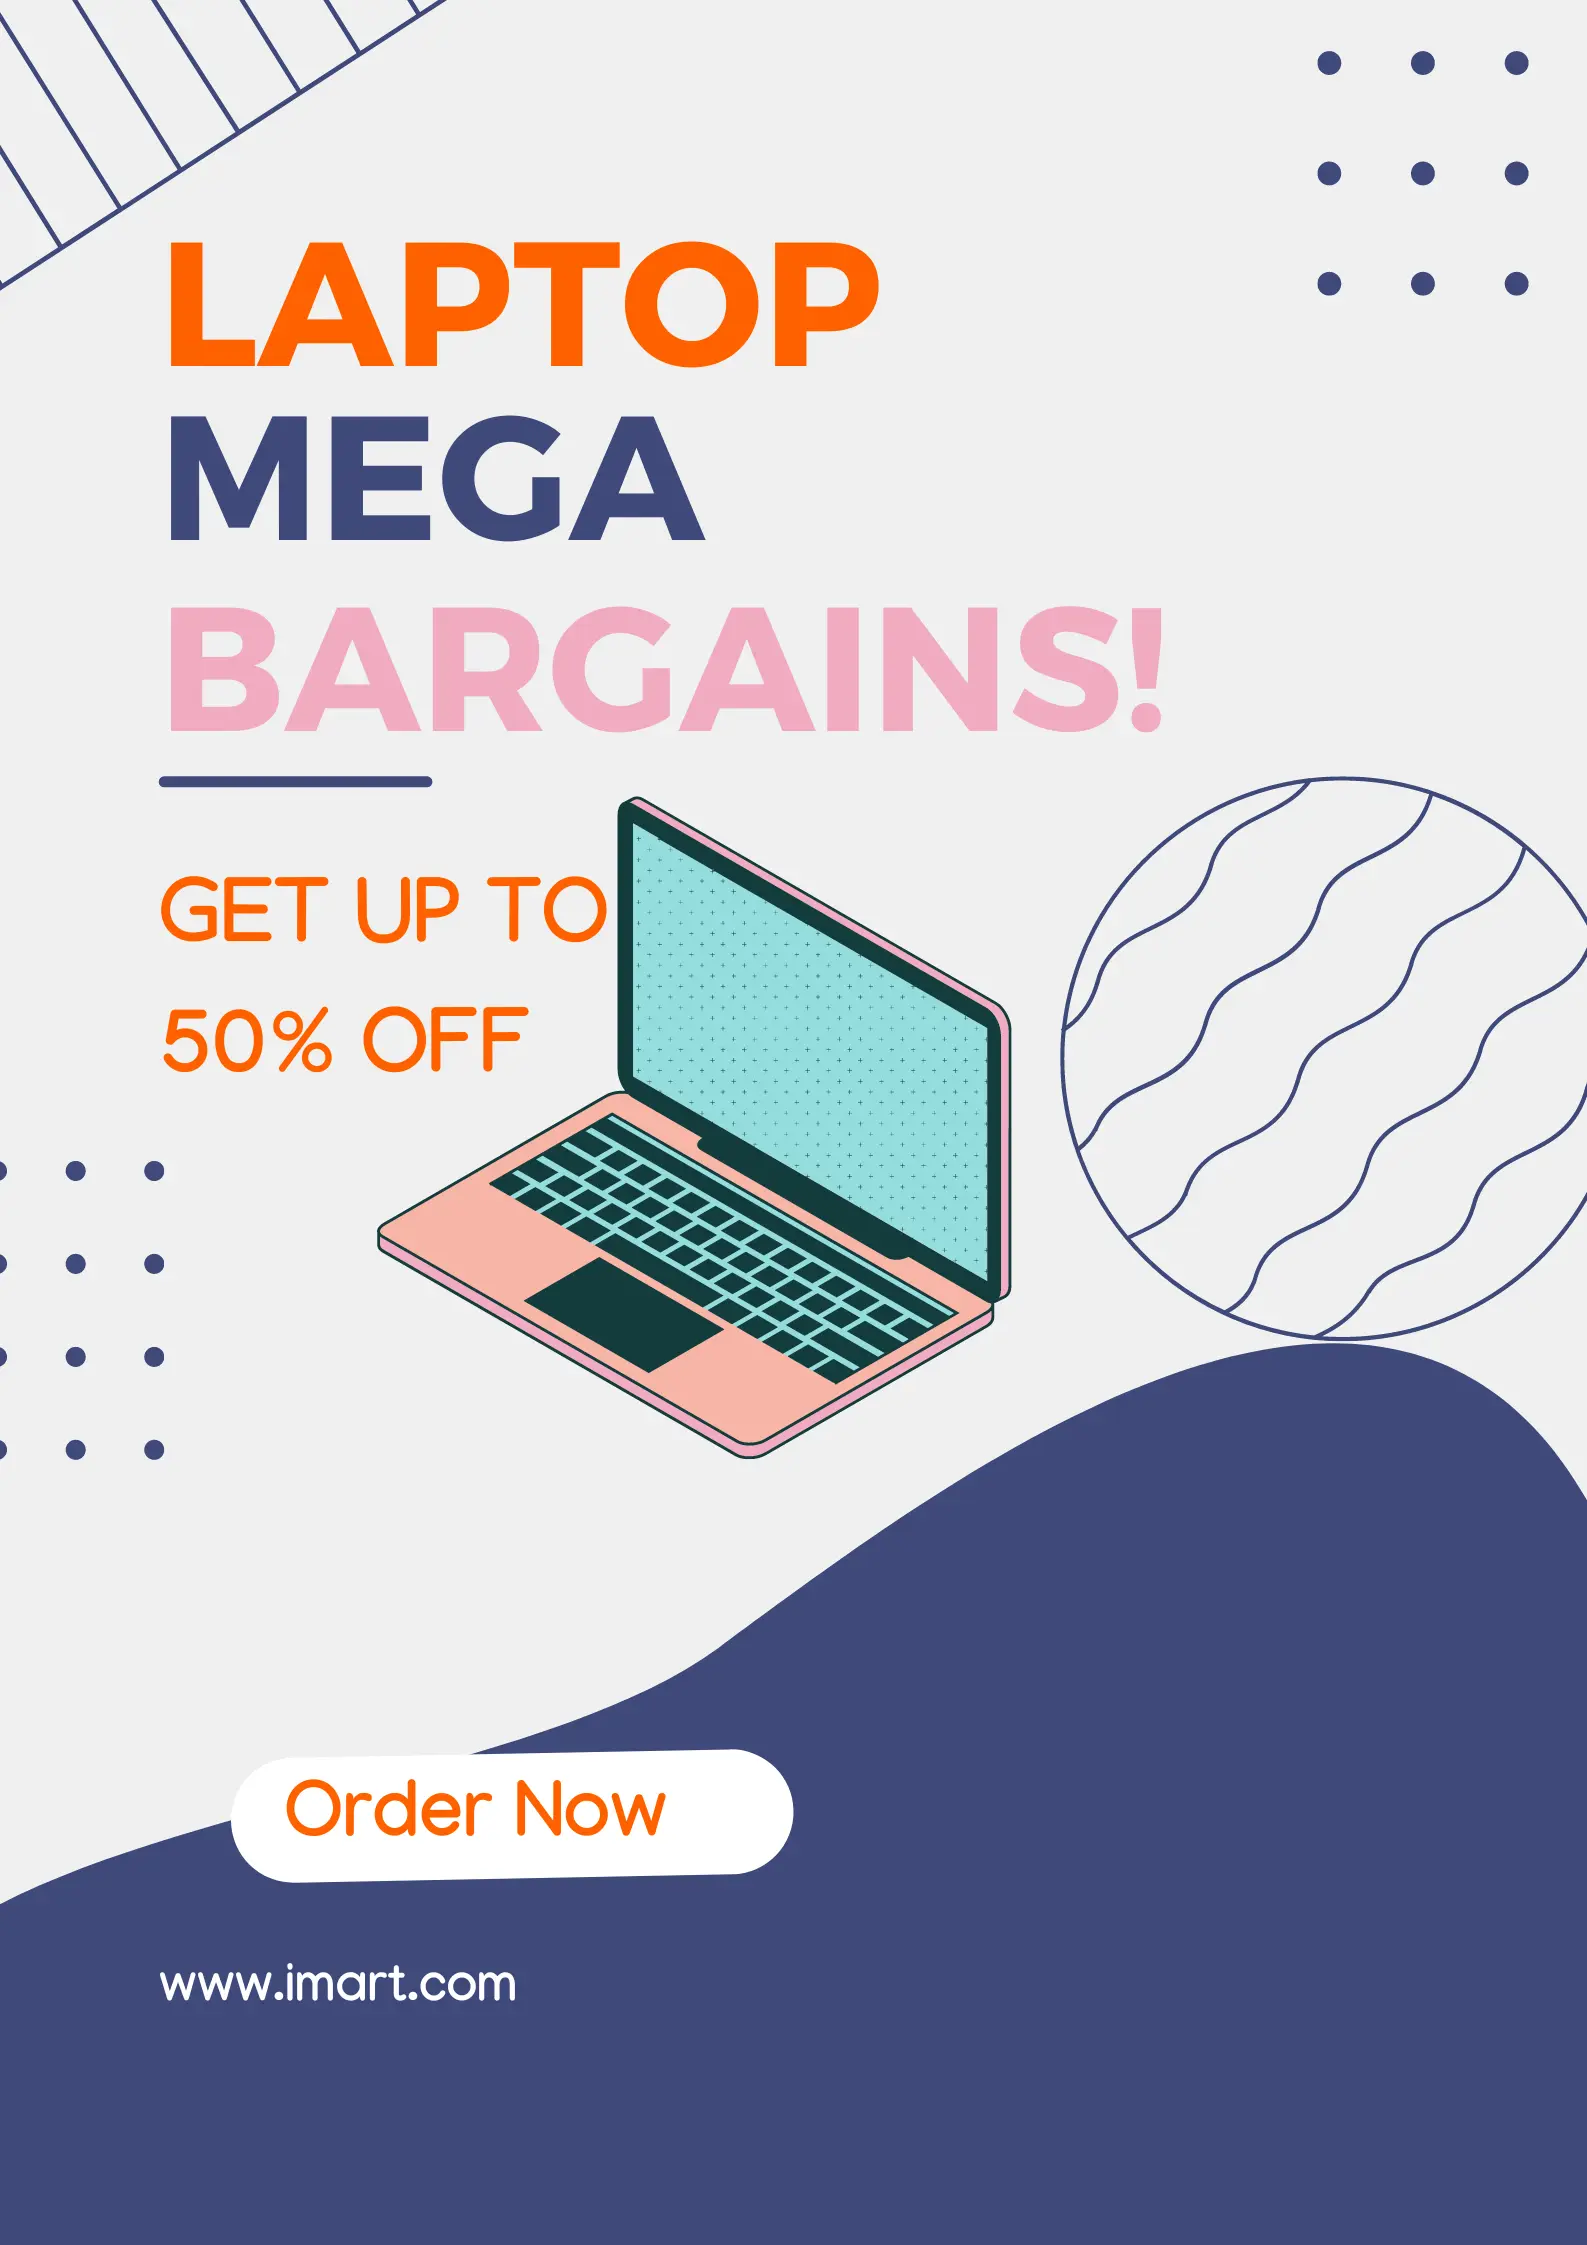 LAPTOP
MEGA
BARGAINS!
GET UP TO
50% OFF
Order Now
www.imart.com